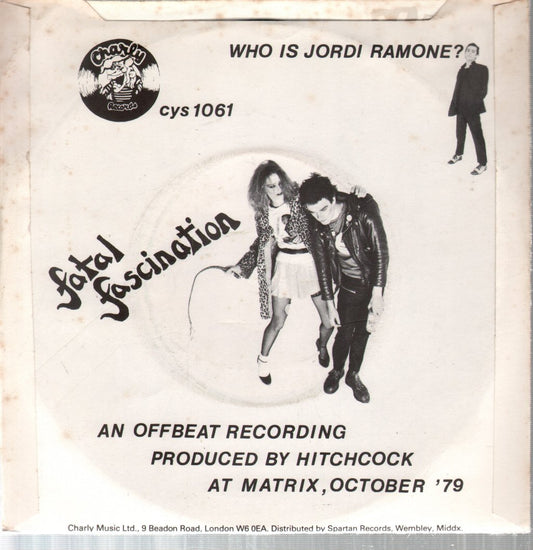 Charly
Records
WHO IS JORDI RAMONE?
cys 1061
fatal
fascination
AN OFFBEAT RECORDING
PRODUCED BY HITCHCOCK
AT MATRIX, OCTOBER '79
Charly Music Ltd., 9 Beadon Road, London W6 0EA. Distributed by Spartan Records, Wembley, Middx.